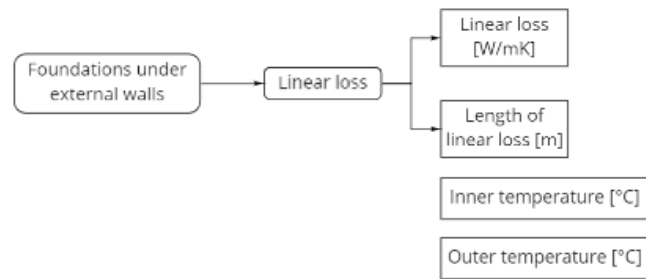 Foundations under
external walls
Linear loss
Linear loss
[W/mK]
Length of
linear loss [m]
Inner temperature [°C]
Outer temperature [°C]